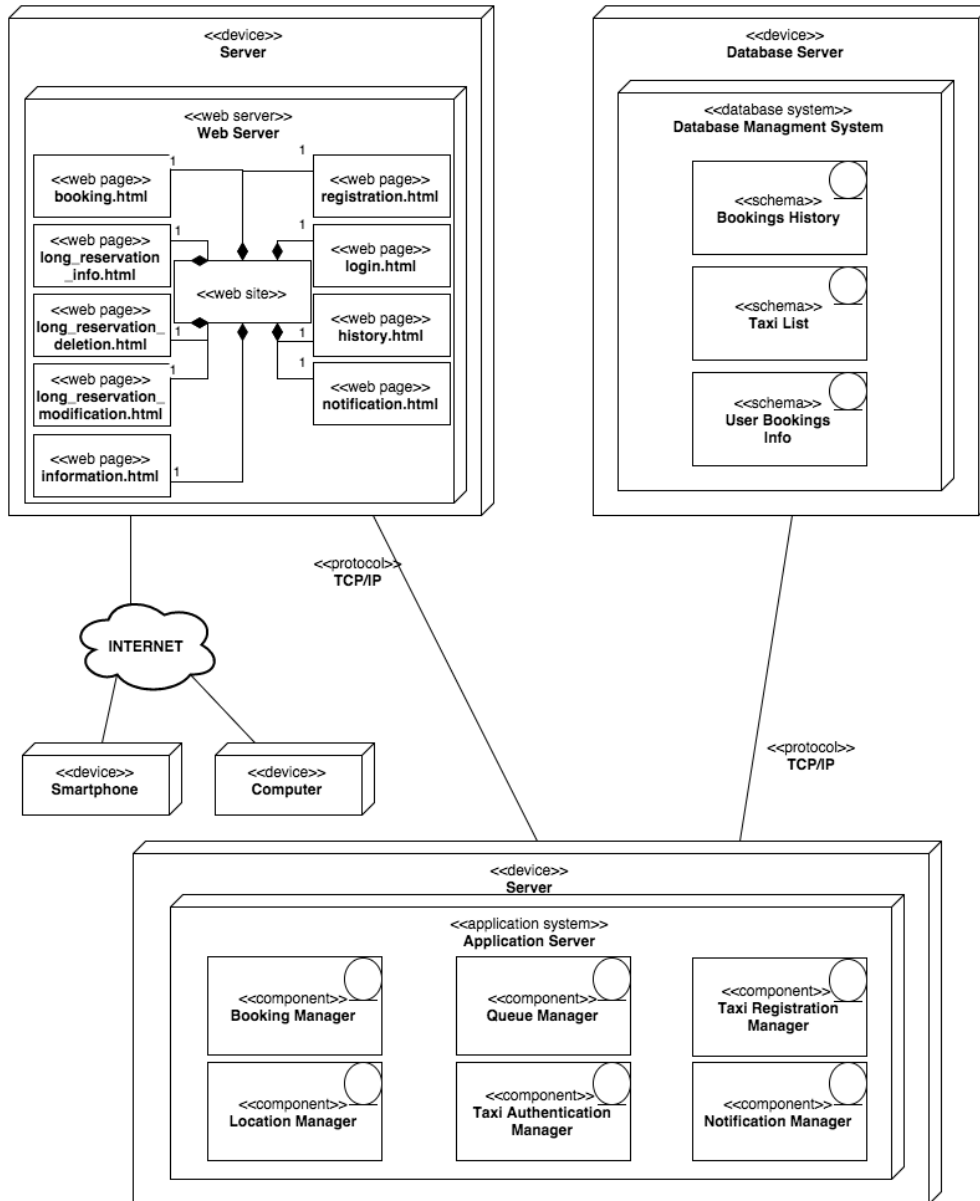 <<device>>
Server
<<web server>>
Web Server
1
<<web page>>
booking.html
1
<<web page>>
registration.html
1
<<web page>>
long_reservation
_info.html
1
<<web page>>
login.html
<<web site>>
<<web page>>
long_reservation_
deletion.html
1
1
<<web page>>
history.html
<<web page>>
long_reservation_
modification.html
1
1
<<web page>>
notification.html
<<web page>>
information.html
1
<<device>>
Database Server
<<database system>>
Database Managment System
<<schema>>
Bookings History
<<schema>>
Taxi List
<<schema>>
User Bookings
Info
<<protocol>>
TCP/IP
INTERNET
<<device>>
Smartphone
<<device>>
Computer
<<protocol>>
TCP/IP
<<device>>
Server
<<application system>>
Application Server
<<component>>
Booking Manager
<<component>>
Queue Manager
<<component>>
Taxi Registration
Manager
<<component>>
Location Manager
<<component>>
Taxi Authentication
Manager
<<component>>
Notification Manager